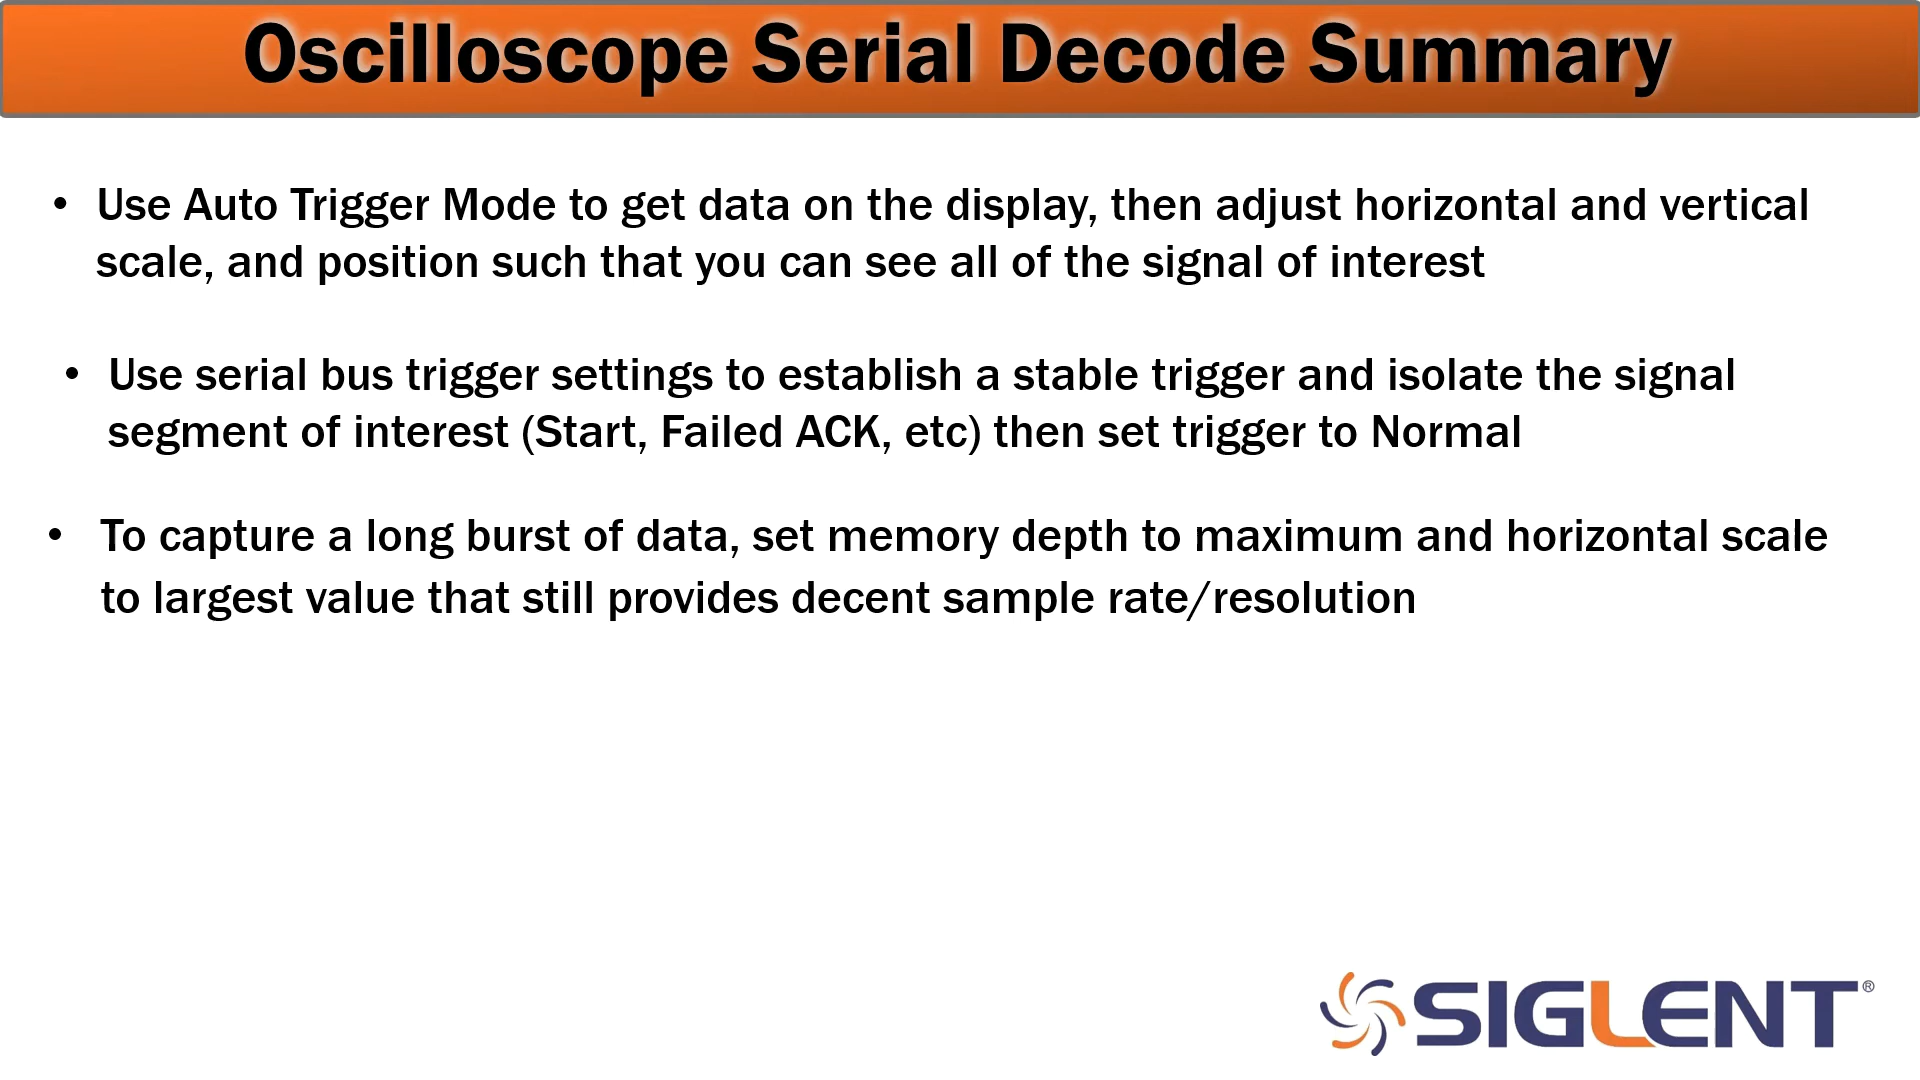 Oscilloscope Serial Decode Summary
• Use Auto Trigger Mode to get data on the display, then adjust horizontal and vertical
scale, and position such that you can see all of the signal of interest
• Use serial bus trigger settings to establish a stable trigger and isolate the signal
segment of interest (Start, Failed ACK, etc) then set trigger to Normal
• To capture a long burst of data, set memory depth to maximum and horizontal scale
to largest value that still provides decent sample rate/resolution
SIGLENT®